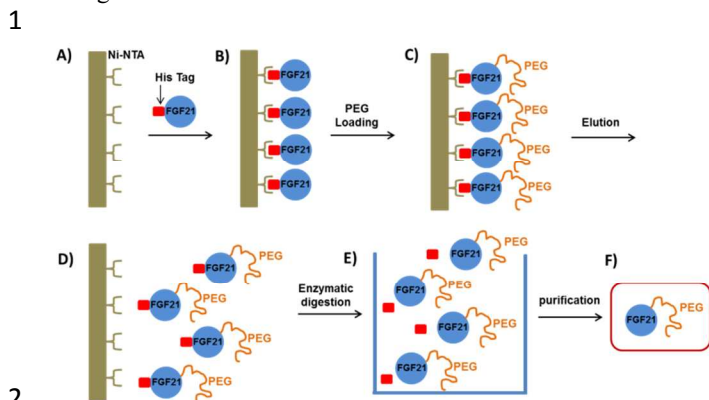 1
A)
Ni-NTA
His Tag
FGF21
B)
FGF21
FGF21
FGF21
FGF21
PEG
Loading
C)
FGF21
PEG
FGF21
PEG
FGF21
PEG
FGF21
PEG
Elution
D)
FGF21
PEG
FGF21
PEG
FGF21
PEG
FGF21
PEG
Enzymatic
digestion
E)
FGF21
PEG
FGF21
PEG
FGF21
PEG
FGF21
PEG
purification
F)
FGF21
PEG
2